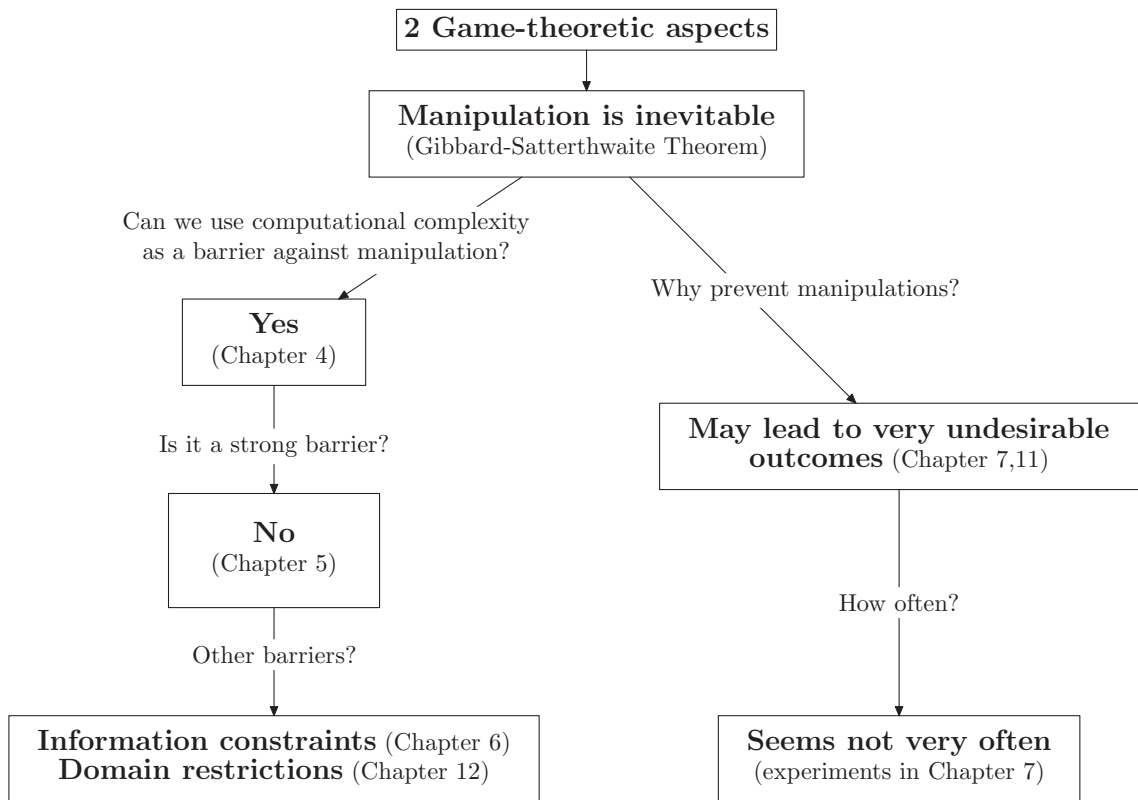 2 Game-theoretic aspects
Manipulation is inevitable
(Gibbard-Satterthwaite Theorem)
Can we use computational complexity
as a barrier against manipulation?
Why prevent manipulations?
Yes
(Chapter 4)
Is it a strong barrier?
May lead to very undesirable
outcomes (Chapter 7,11)
No
(Chapter 5)
How often?
Other barriers?
Information constraints (Chapter 6)
Domain restrictions (Chapter 12)
Seems not very often
(experiments in Chapter 7)